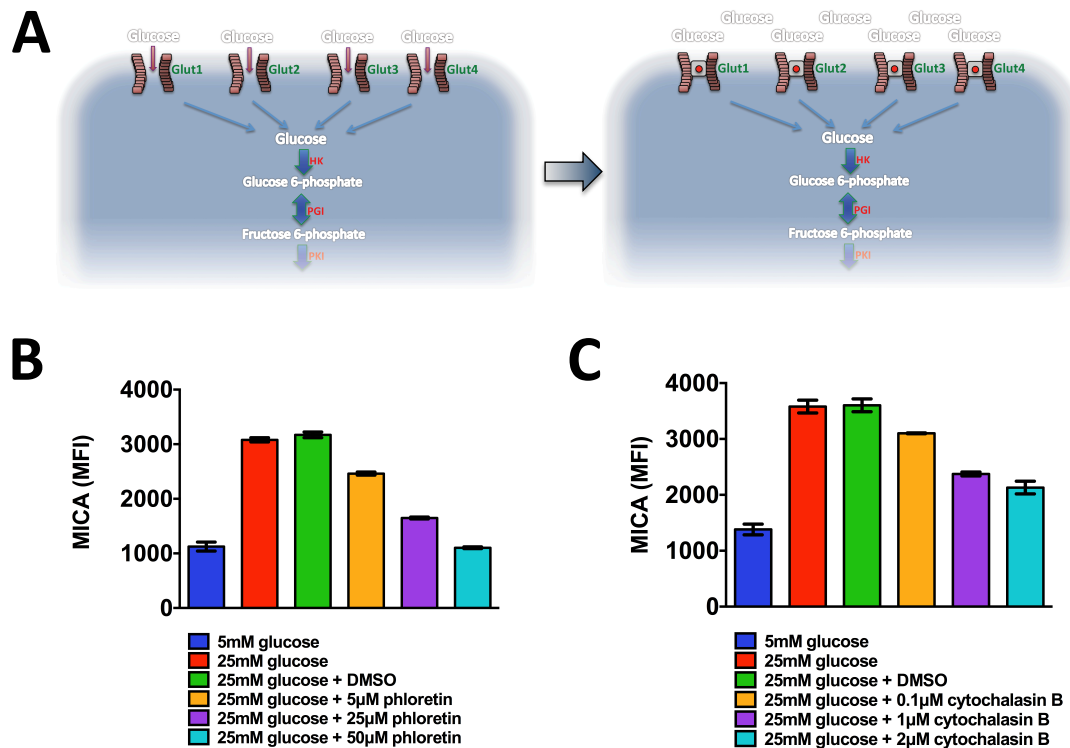 A
Glucose Glucose Glucose Glucose
Glut1 Glut2 Glut3 Glut4
Glucose
HK
Glucose 6-phosphate
PGI
Fructose 6-phosphate
PKI
Glucose Glucose Glucose
Glucose Glucose Glucose Glucose
Glut1 Glut2 Glut3 Glut4
Glucose
HK
Glucose 6-phosphate
PGI
Fructose 6-phosphate
PKI
B
MICA (MFI)
4000
3000
2000
1000
0
5mM glucose
25mM glucose
25mM glucose + DMSO
25mM glucose + 5µM phloretin
25mM glucose + 25µM phloretin
25mM glucose + 50µM phloretin
C
MICA (MFI)
4000
3000
2000
1000
0
5mM glucose
25mM glucose
25mM glucose + DMSO
25mM glucose + 0.1µM cytochalasin B
25mM glucose + 1µM cytochalasin B
25mM glucose + 2µM cytochalasin B